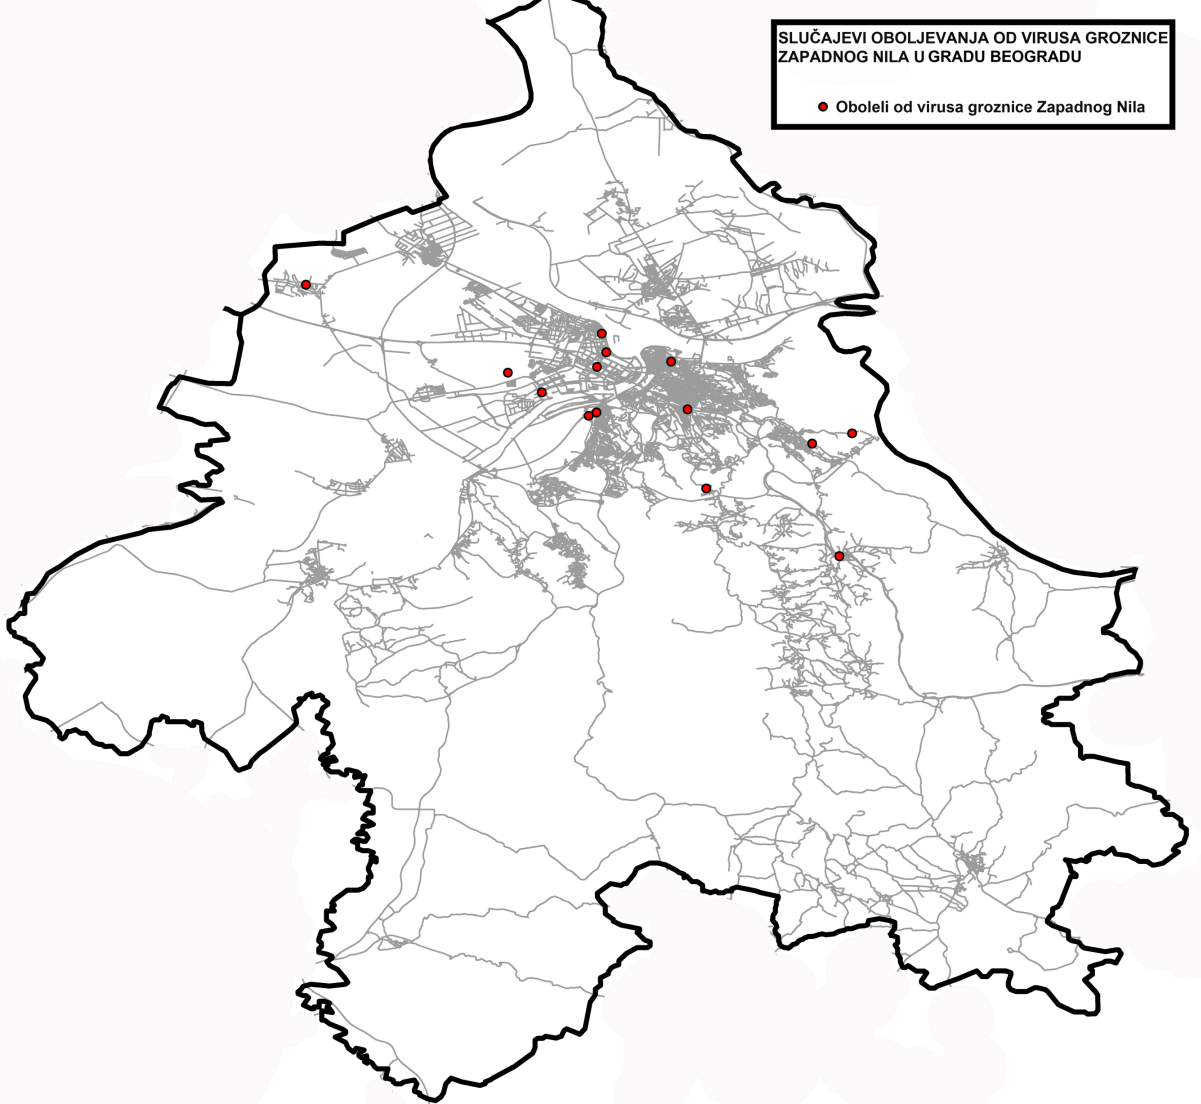 SLUČAJEVI OBOLJEVANJA OD VIRUSA GROZNICE
ZAPADNOG NILA U GRADU BEOGRADU
Oboleli od virusa groznice Zapadnog Nila